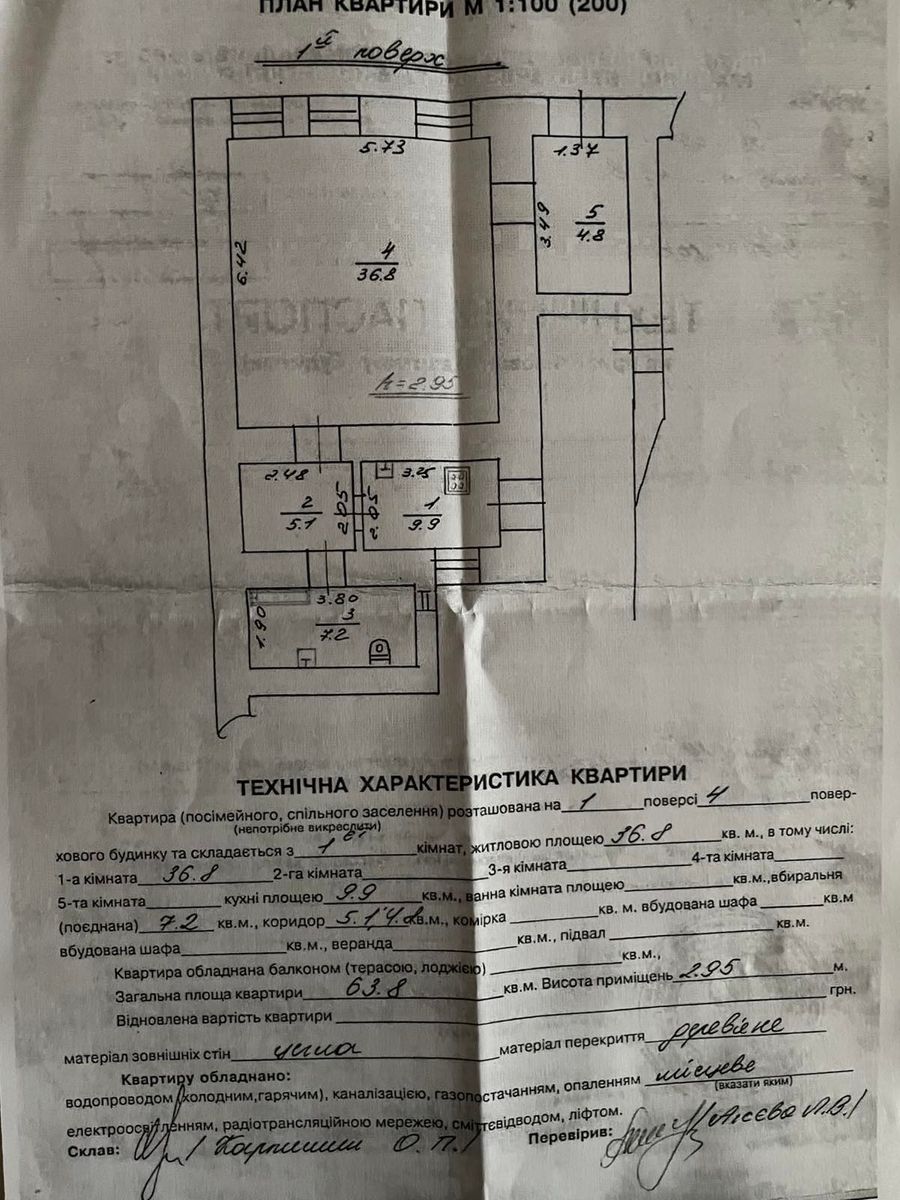 ПЛАН КВАРТИРИ М 1:100 (200)
1й поверх
5.73
1.37
6.42
4
36.8
3.49
5
4.8
h=2.95
2.48
3.25
2
5.1
2.05
2.05
1
9.9
3.80
1.90
3
7.2
ТЕХНІЧНА ХАРАКТЕРИСТИКА КВАРТИРИ
Квартира (посімейного, спільного заселення) розташована на 1 поверсі 4 повер-
(непотрібне викреслити)
хового будинку та складається з 1 кімнат, житловою площею 36.8 кв. м., в тому числі:
1-а кімната 36.8 2-га кімната 3-я кімната 4-та кімната
5-та кімната кухні площею 9.9 кв.м., ванна кімната площею кв.м.,вбиральня
(поєднана) 7.2 кв.м., коридор 5.1,4.8 кв.м., комірка кв. м. вбудована шафа кв.м
вбудована шафа кв.м., веранда кв.м., підвал кв.м.
Квартира обладнана балконом (терасою, лоджією) кв.м.,
Загальна площа квартири 63.8 кв.м. Висота приміщень 2.95 м.
Відновлена вартість квартири грн.
матеріал зовнішніх стін цегла матеріал перекриття деревяне
Квартиру обладнано:
водопроводом (холодним,гарячим), каналізацією, газопостачанням, опаленням місцеве
(вказати яким)
електроосвітленням, радіотрансляційною мережею, сміттєвідводом, ліфтом.
Склав: О.П.
Перевірив: Л.В.